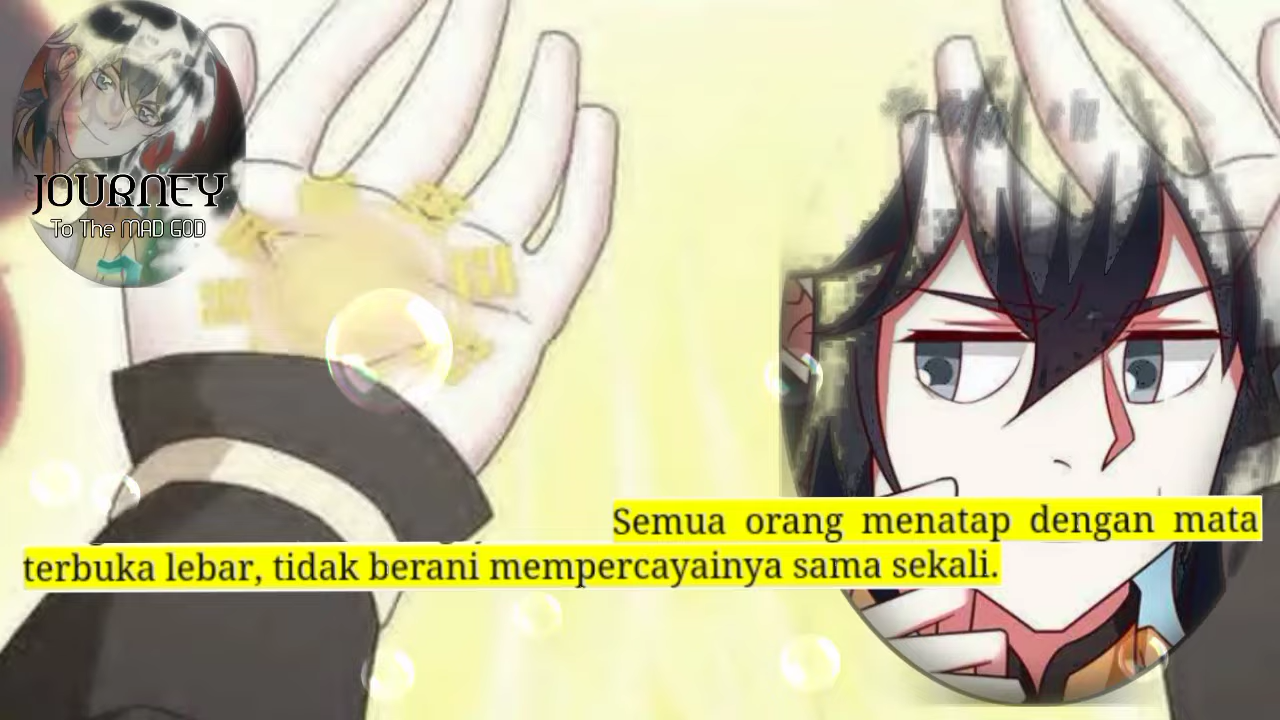 JOURNEY
To The MAD GOD
Semua orang menatap dengan mata
terbuka lebar, tidak berani mempercayainya sama sekali.